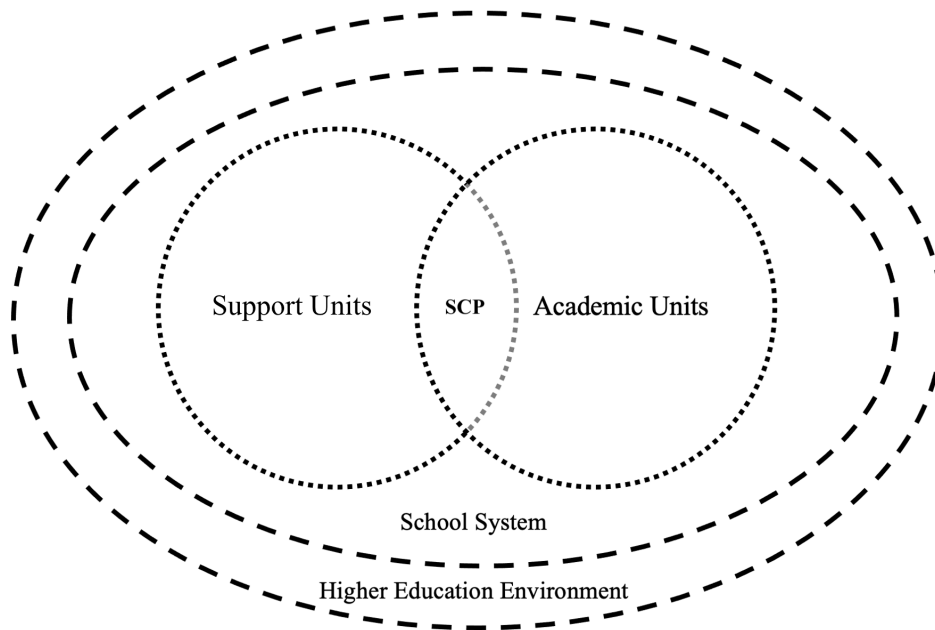 Support Units
SCP
Academic Units
School System
Higher Education Environment